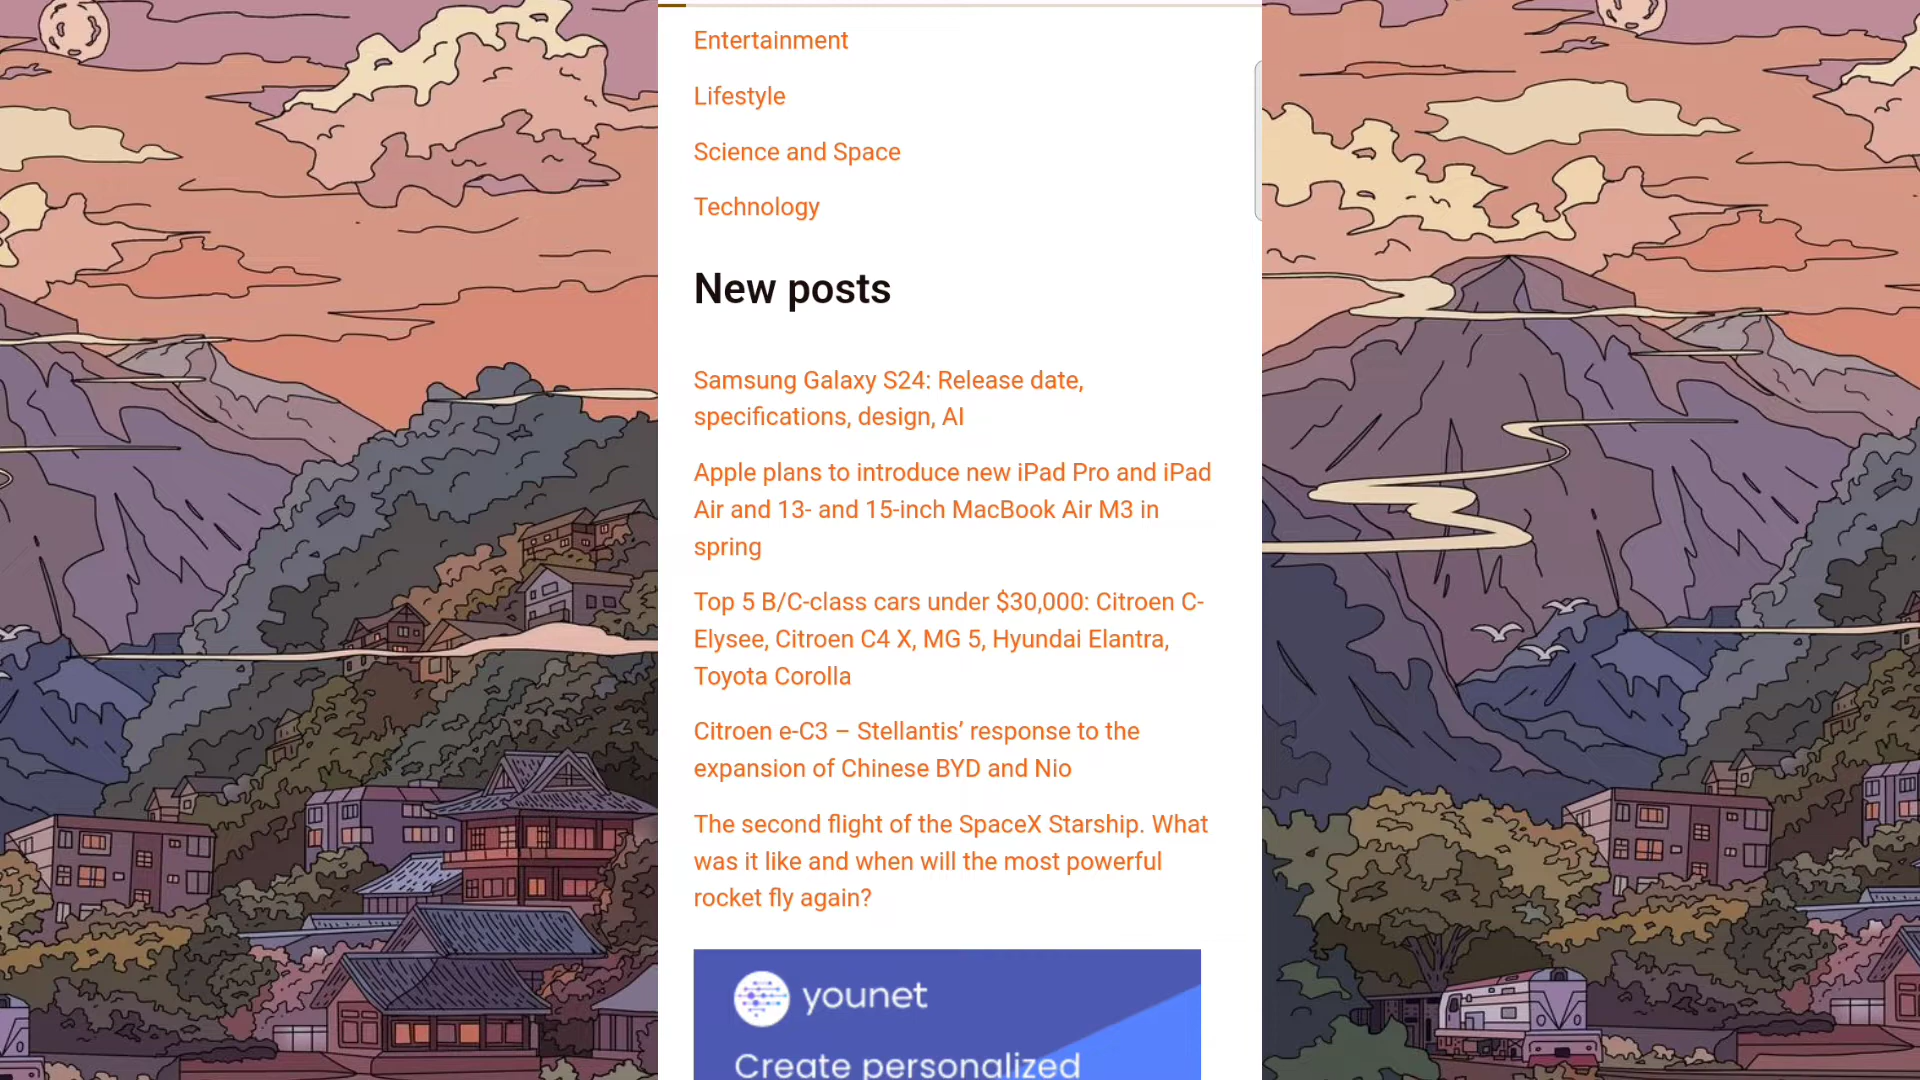 Entertainment
Lifestyle
Science and Space
Technology
New posts
Samsung Galaxy S24: Release date,
specifications, design, AI
Apple plans to introduce new iPad Pro and iPad
Air and 13- and 15-inch MacBook Air M3 in
spring
Top 5 B/C-class cars under $30,000: Citroen C-
Elysee, Citroen C4 X, MG 5, Hyundai Elantra,
Toyota Corolla
Citroen e-C3 – Stellantis’ response to the
expansion of Chinese BYD and Nio
The second flight of the SpaceX Starship. What
was it like and when will the most powerful
rocket fly again?
younet
Create personalized